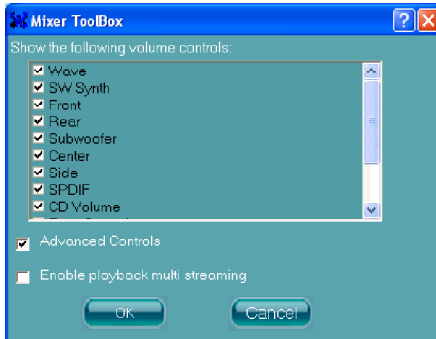 Mixer ToolBox
Show the following volume controls:
Wave
SW Synth
Front
Rear
Subwoofer
Center
Side
SPDIF
CD Volume
Advanced Controls
Enable playback multi streaming
OK
Cancel